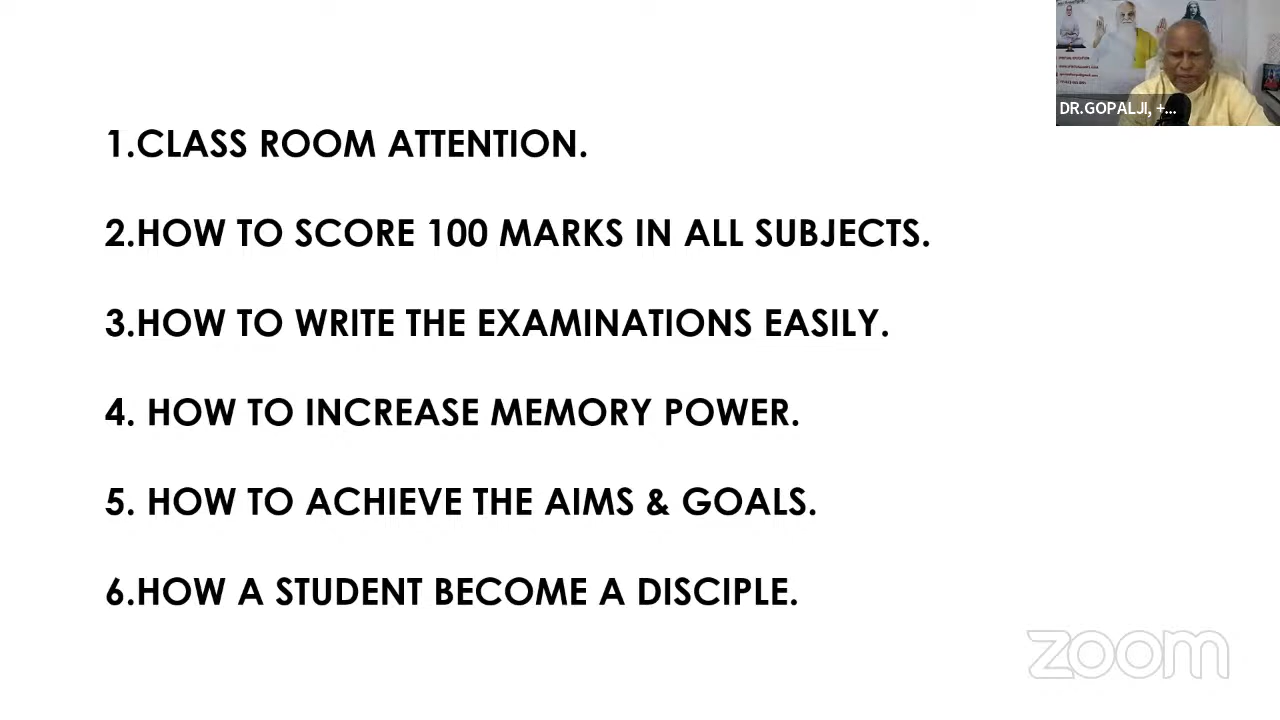 1.CLASS ROOM ATTENTION.
2.HOW TO SCORE 100 MARKS IN ALL SUBJECTS.
3.HOW TO WRITE THE EXAMINATIONS EASILY.
4. HOW TO INCREASE MEMORY POWER.
5. HOW TO ACHIEVE THE AIMS & GOALS.
6.HOW A STUDENT BECOME A DISCIPLE.
DR.GOPALJI, +...
zoom